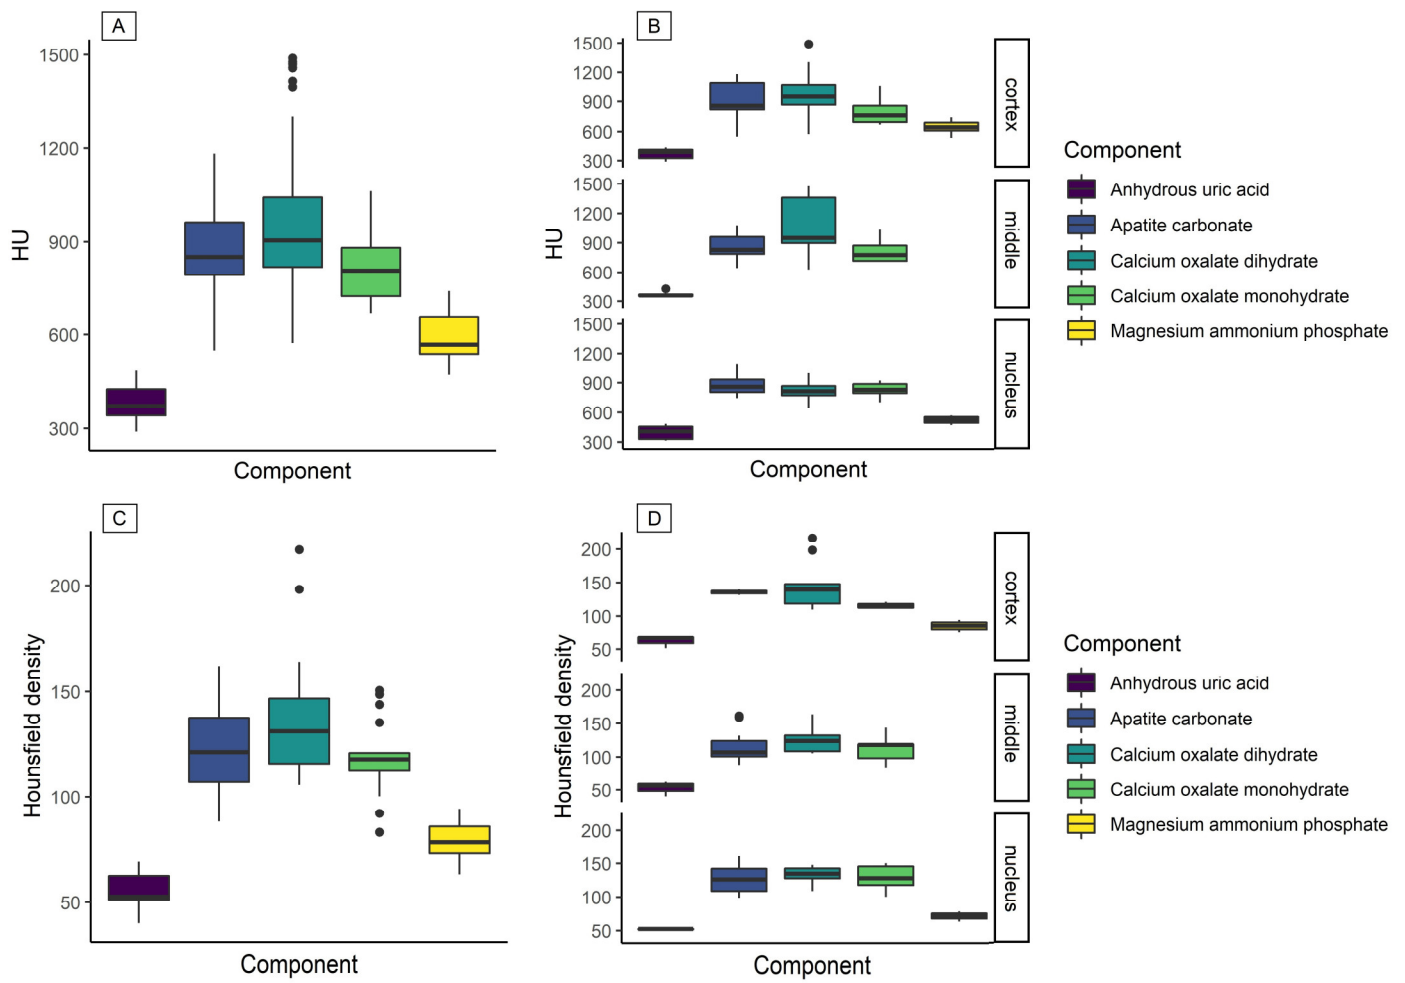 A
1500
1200
900
600
300
HU
Component
B
1500
1200
900
600
300
cortex
1500
1200
900
600
300
middle
1500
1200
900
600
300
nucleus
HU
Component
Component
Anhydrous uric acid
Apatite carbonate
Calcium oxalate dihydrate
Calcium oxalate monohydrate
Magnesium ammonium phosphate
C
200
150
100
50
Hounsfield density
Component
D
200
150
100
50
cortex
200
150
100
50
middle
200
150
100
50
nucleus
Hounsfield density
Component
Component
Anhydrous uric acid
Apatite carbonate
Calcium oxalate dihydrate
Calcium oxalate monohydrate
Magnesium ammonium phosphate